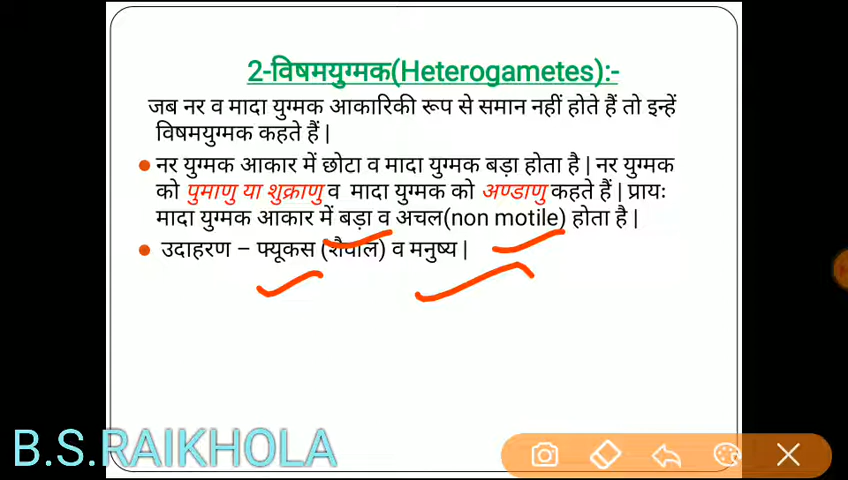 2-विषमयुग्मक(Heterogametes):-
जब नर व मादा युग्मक आकारिकी रूप से समान नहीं होते हैं तो इन्हें
विषमयुग्मक कहते हैं |
नर युग्मक आकार में छोटा व मादा युग्मक बड़ा होता है | नर युग्मक
को पुमाणु या शुक्राणु व मादा युग्मक को अण्डाणु कहते हैं | प्रायः
मादा युग्मक आकार में बड़ा व अचल(non motile) होता है |
उदाहरण – फ्यूकस (शैवाल) व मनुष्य |
B.S.RAIKHOLA